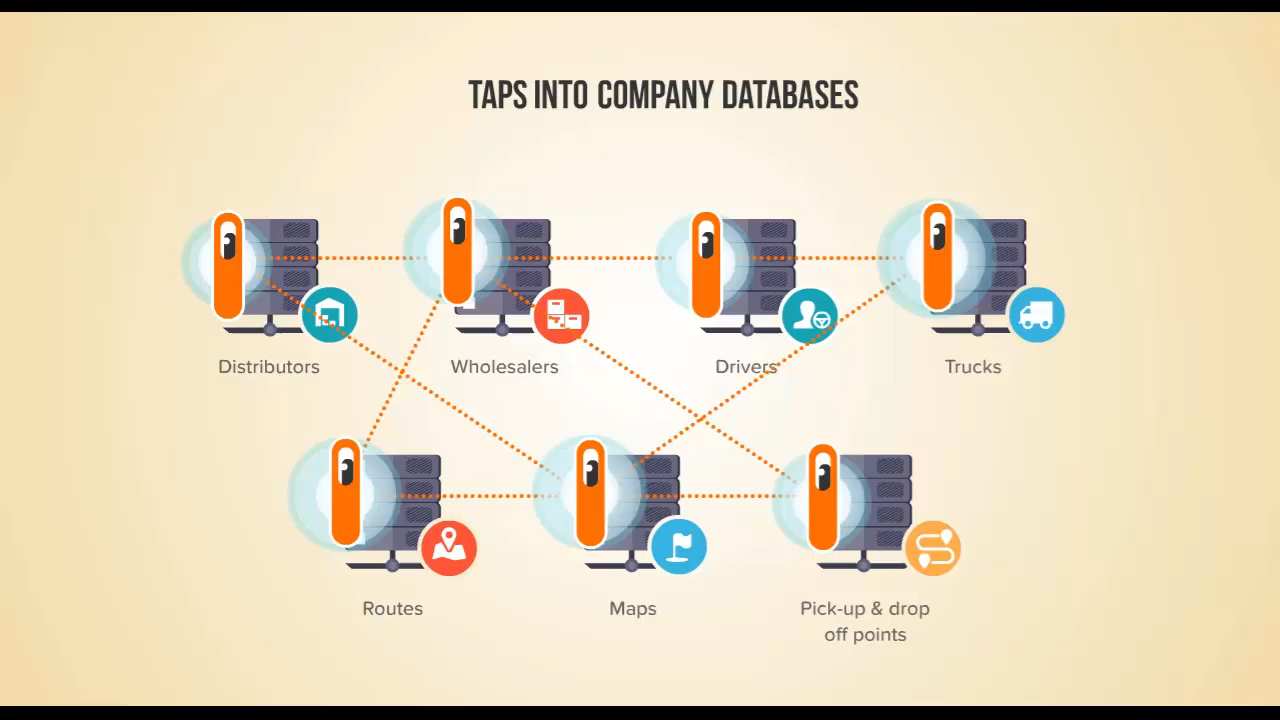 TAPS INTO COMPANY DATABASES
Distributors
Wholesalers
Drivers
Trucks
Routes
Maps
Pick-up & drop
off points